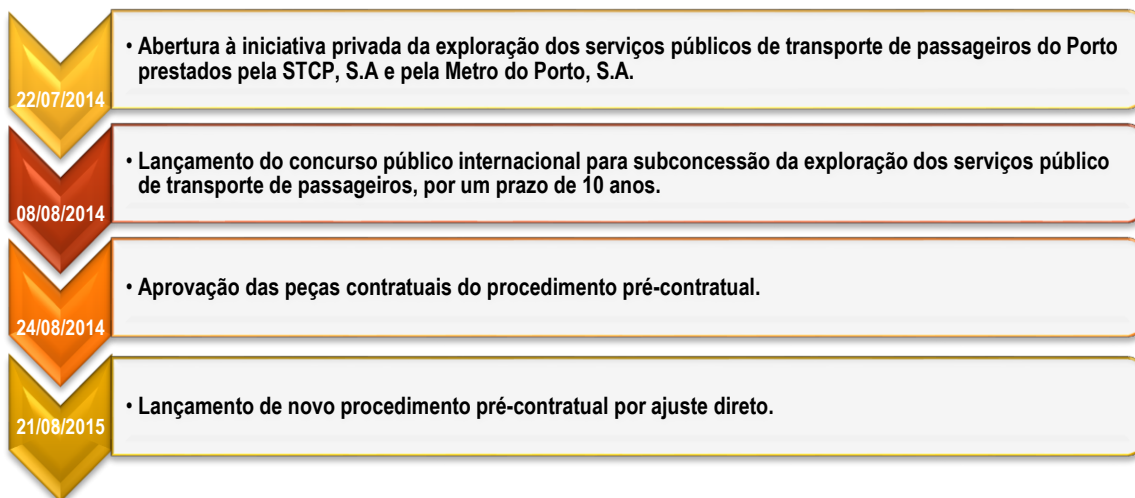 22/07/2014
• Abertura à iniciativa privada da exploração dos serviços públicos de transporte de passageiros do Porto
prestados pela STCP, S.A e pela Metro do Porto, S.A.
08/08/2014
• Lançamento do concurso público internacional para subconcessão da exploração dos serviços público
de transporte de passageiros, por um prazo de 10 anos.
24/08/2014
• Aprovação das peças contratuais do procedimento pré-contratual.
21/08/2015
• Lançamento de novo procedimento pré-contratual por ajuste direto.